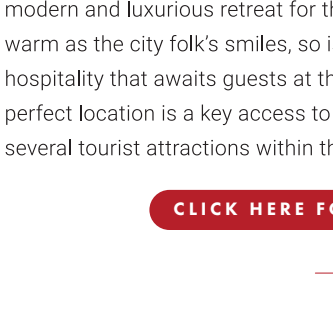 modern and luxurious retreat for
warm as the city folk's smiles, so
hospitality that awaits guests at
perfect location is a key access to
several tourist attractions within
CLICK HERE